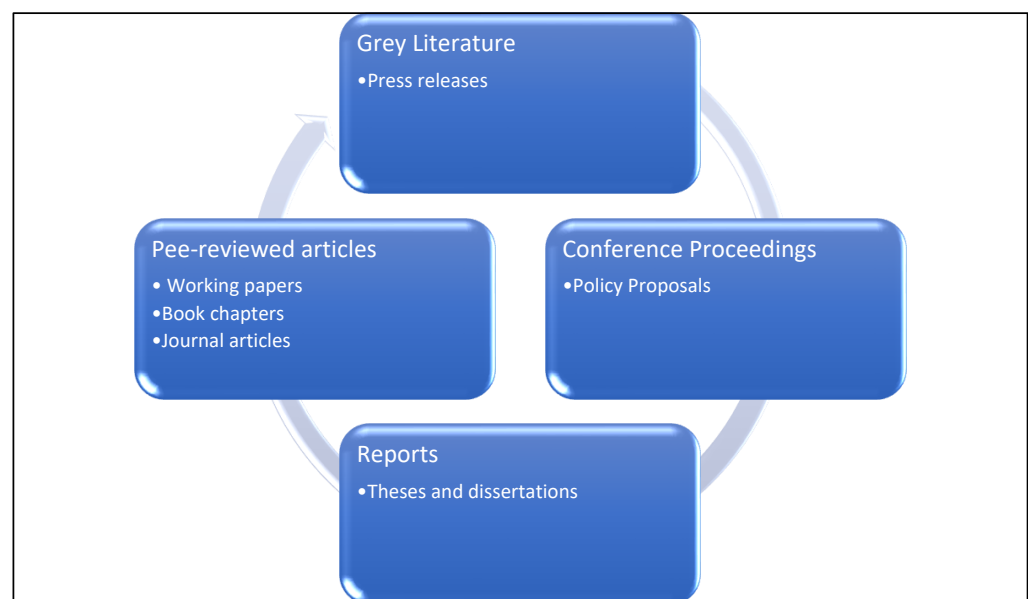 Grey Literature
•Press releases
Conference Proceedings
•Policy Proposals
Reports
•Theses and dissertations
Pee-reviewed articles
• Working papers
•Book chapters
•Journal articles